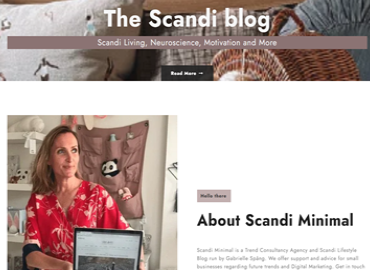 The Scandi blog
Scandi Living, Neuroscience, Motivation and More
Read More →
Hello there
About Scandi Minimal
Scandi Minimal is a Trend Consultancy Agency and Scandi Lifestyle
Blog run by Gabrielle Spång. We offer support and advice for small
businesses regarding future trends and Digital Marketing. Get in touch